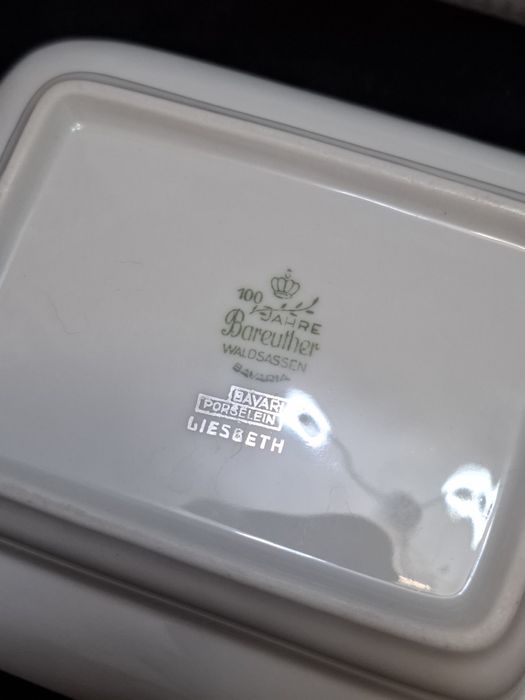 100
JAHRE
Bareuther
WALDSASSEN
BAVARIA
BAVARI
PORSELEIN
LIESBETH